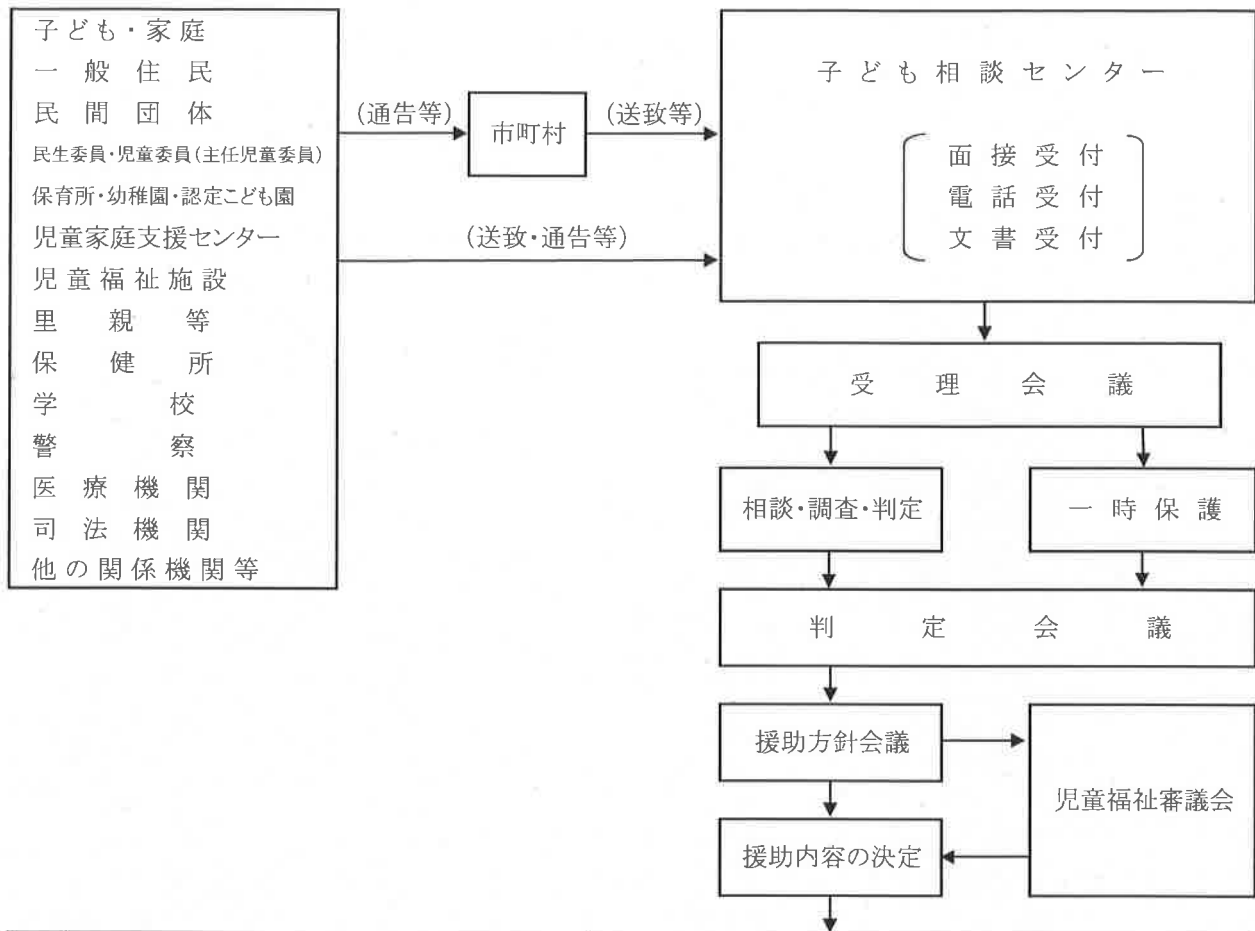 子ども・家庭
一般住民
民間団体
民生委員・児童委員(主任児童委員)
保育所・幼稚園・認定こども園
児童家庭支援センター
児童福祉施設
里親等
保健所
学校
警察
医療機関
司法機関
他の関係機関等
(通告等)
市町村
(送致等)
(送致・通告等)
子ども相談センター
面接受付
電話受付
文書受付
受理会議
相談・調査・判定
一時保護
判定会議
援助方針会議
児童福祉審議会
援助内容の決定